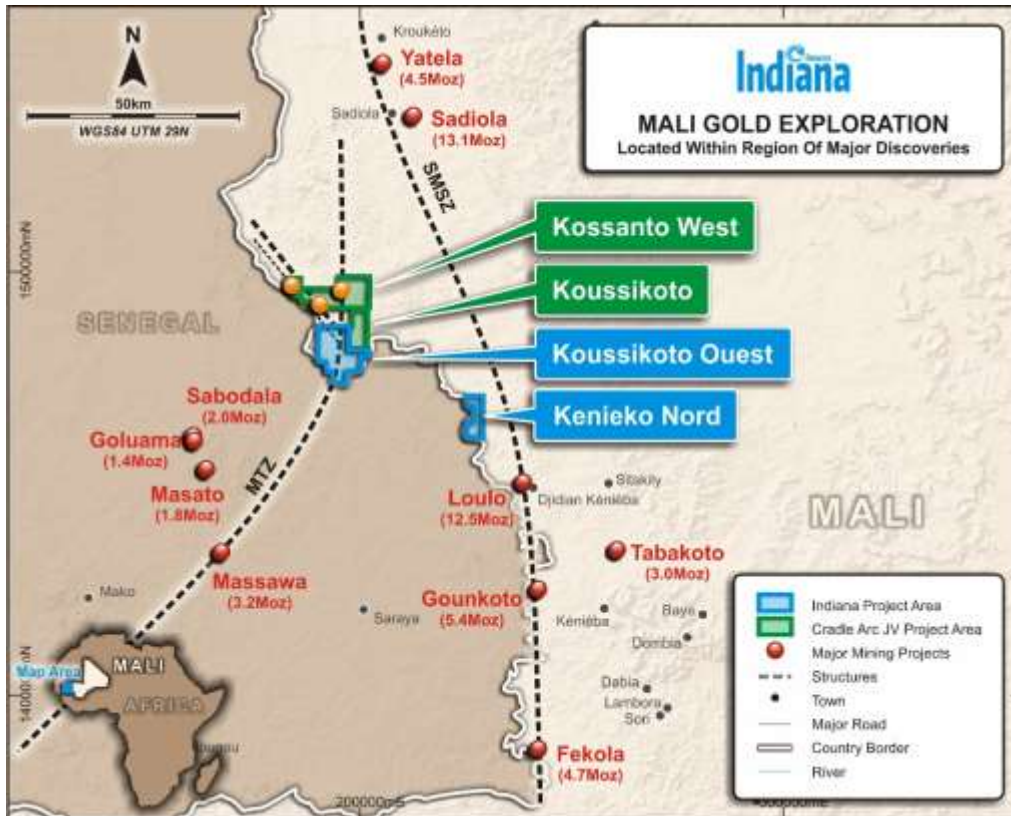 N
50km
WGS84 UTM 29N
Kroukéto
Yatela
(4.5Moz)
Sadiola
Sadiola
(13.1Moz)
Indiana
MALI GOLD EXPLORATION
Located Within Region Of Major Discoveries
SMSZ
1500000mN
SENEGAL
Kossanto West
Koussikoto
Koussikoto Ouest
Kenieko Nord
Sabodala
(2.0Moz)
Goluama
(1.4Moz)
Masato
(1.8Moz)
MTZ
Massawa
(3.2Moz)
Mako
Saraya
Loulo
(12.5Moz)
Djidian Kéniéba
Sitakily
MALI
Tabakoto
(3.0Moz)
Gounkoto
(5.4Moz)
Kéniéba
Baye
Dombia
Dabia
Lambora
Sori
Fekola
(4.7Moz)
Map Area
MALI
AFRICA
200000mE
Indiana Project Area
Cradle Arc JV Project Area
Major Mining Projects
Structures
Town
Major Road
Country Border
River